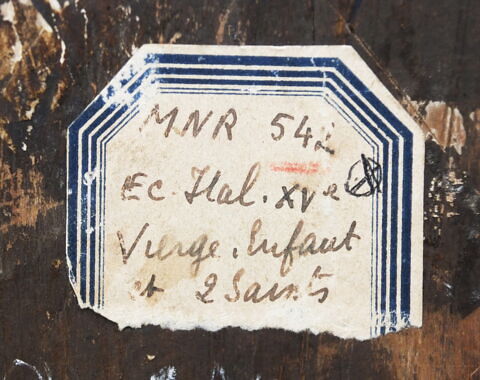 MNR 542
Ec. Ital. XVe
Vierge, Enfant
et 2 Saints